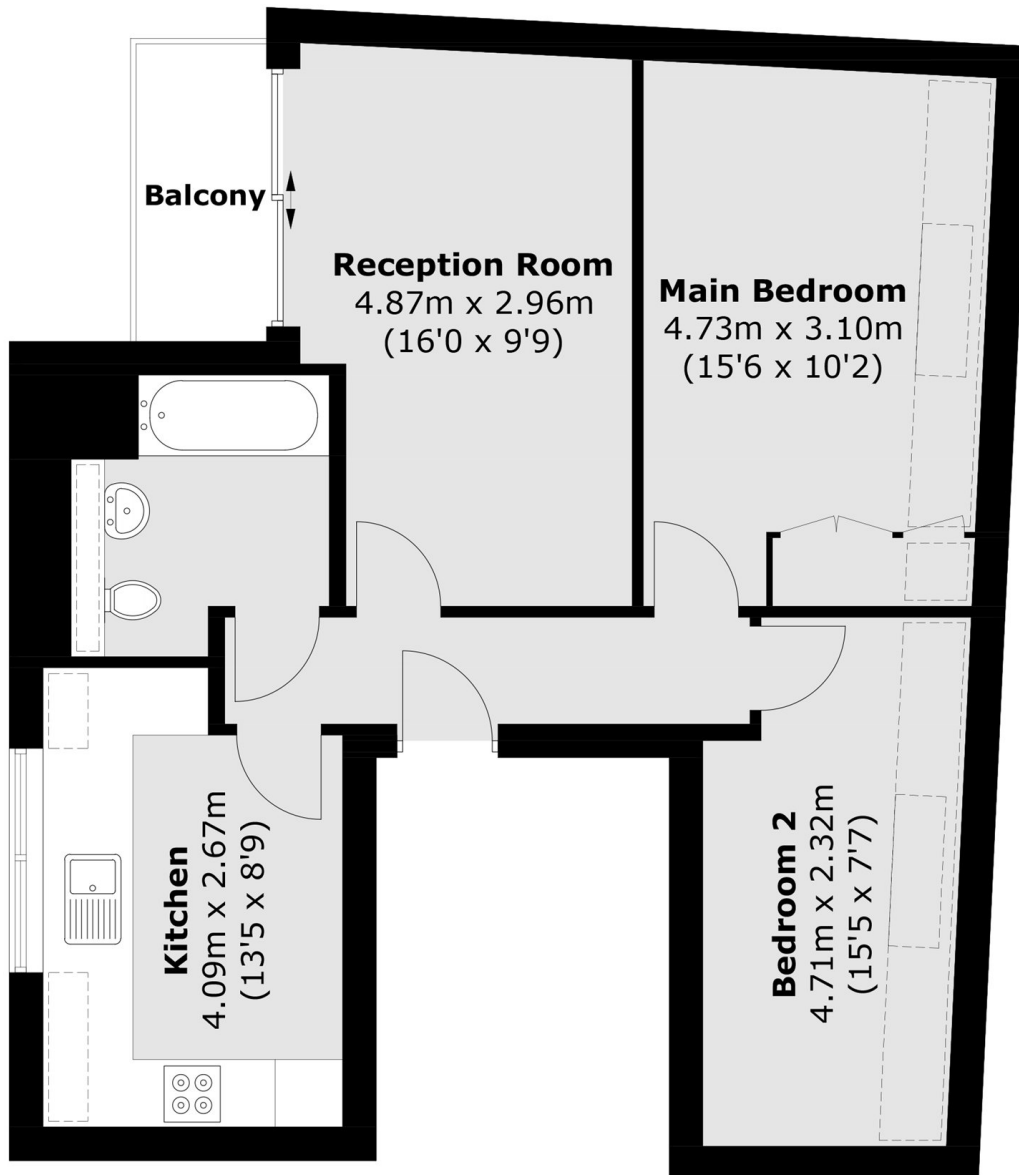 Balcony
Reception Room
4.87m x 2.96m
(16'0 x 9'9)
Main Bedroom
4.73m x 3.10m
(15'6 x 10'2)
Kitchen
4.09m x 2.67m
(13'5 x 8'9)
Bedroom 2
4.71m x 2.32m
(15'5 x 7'7)